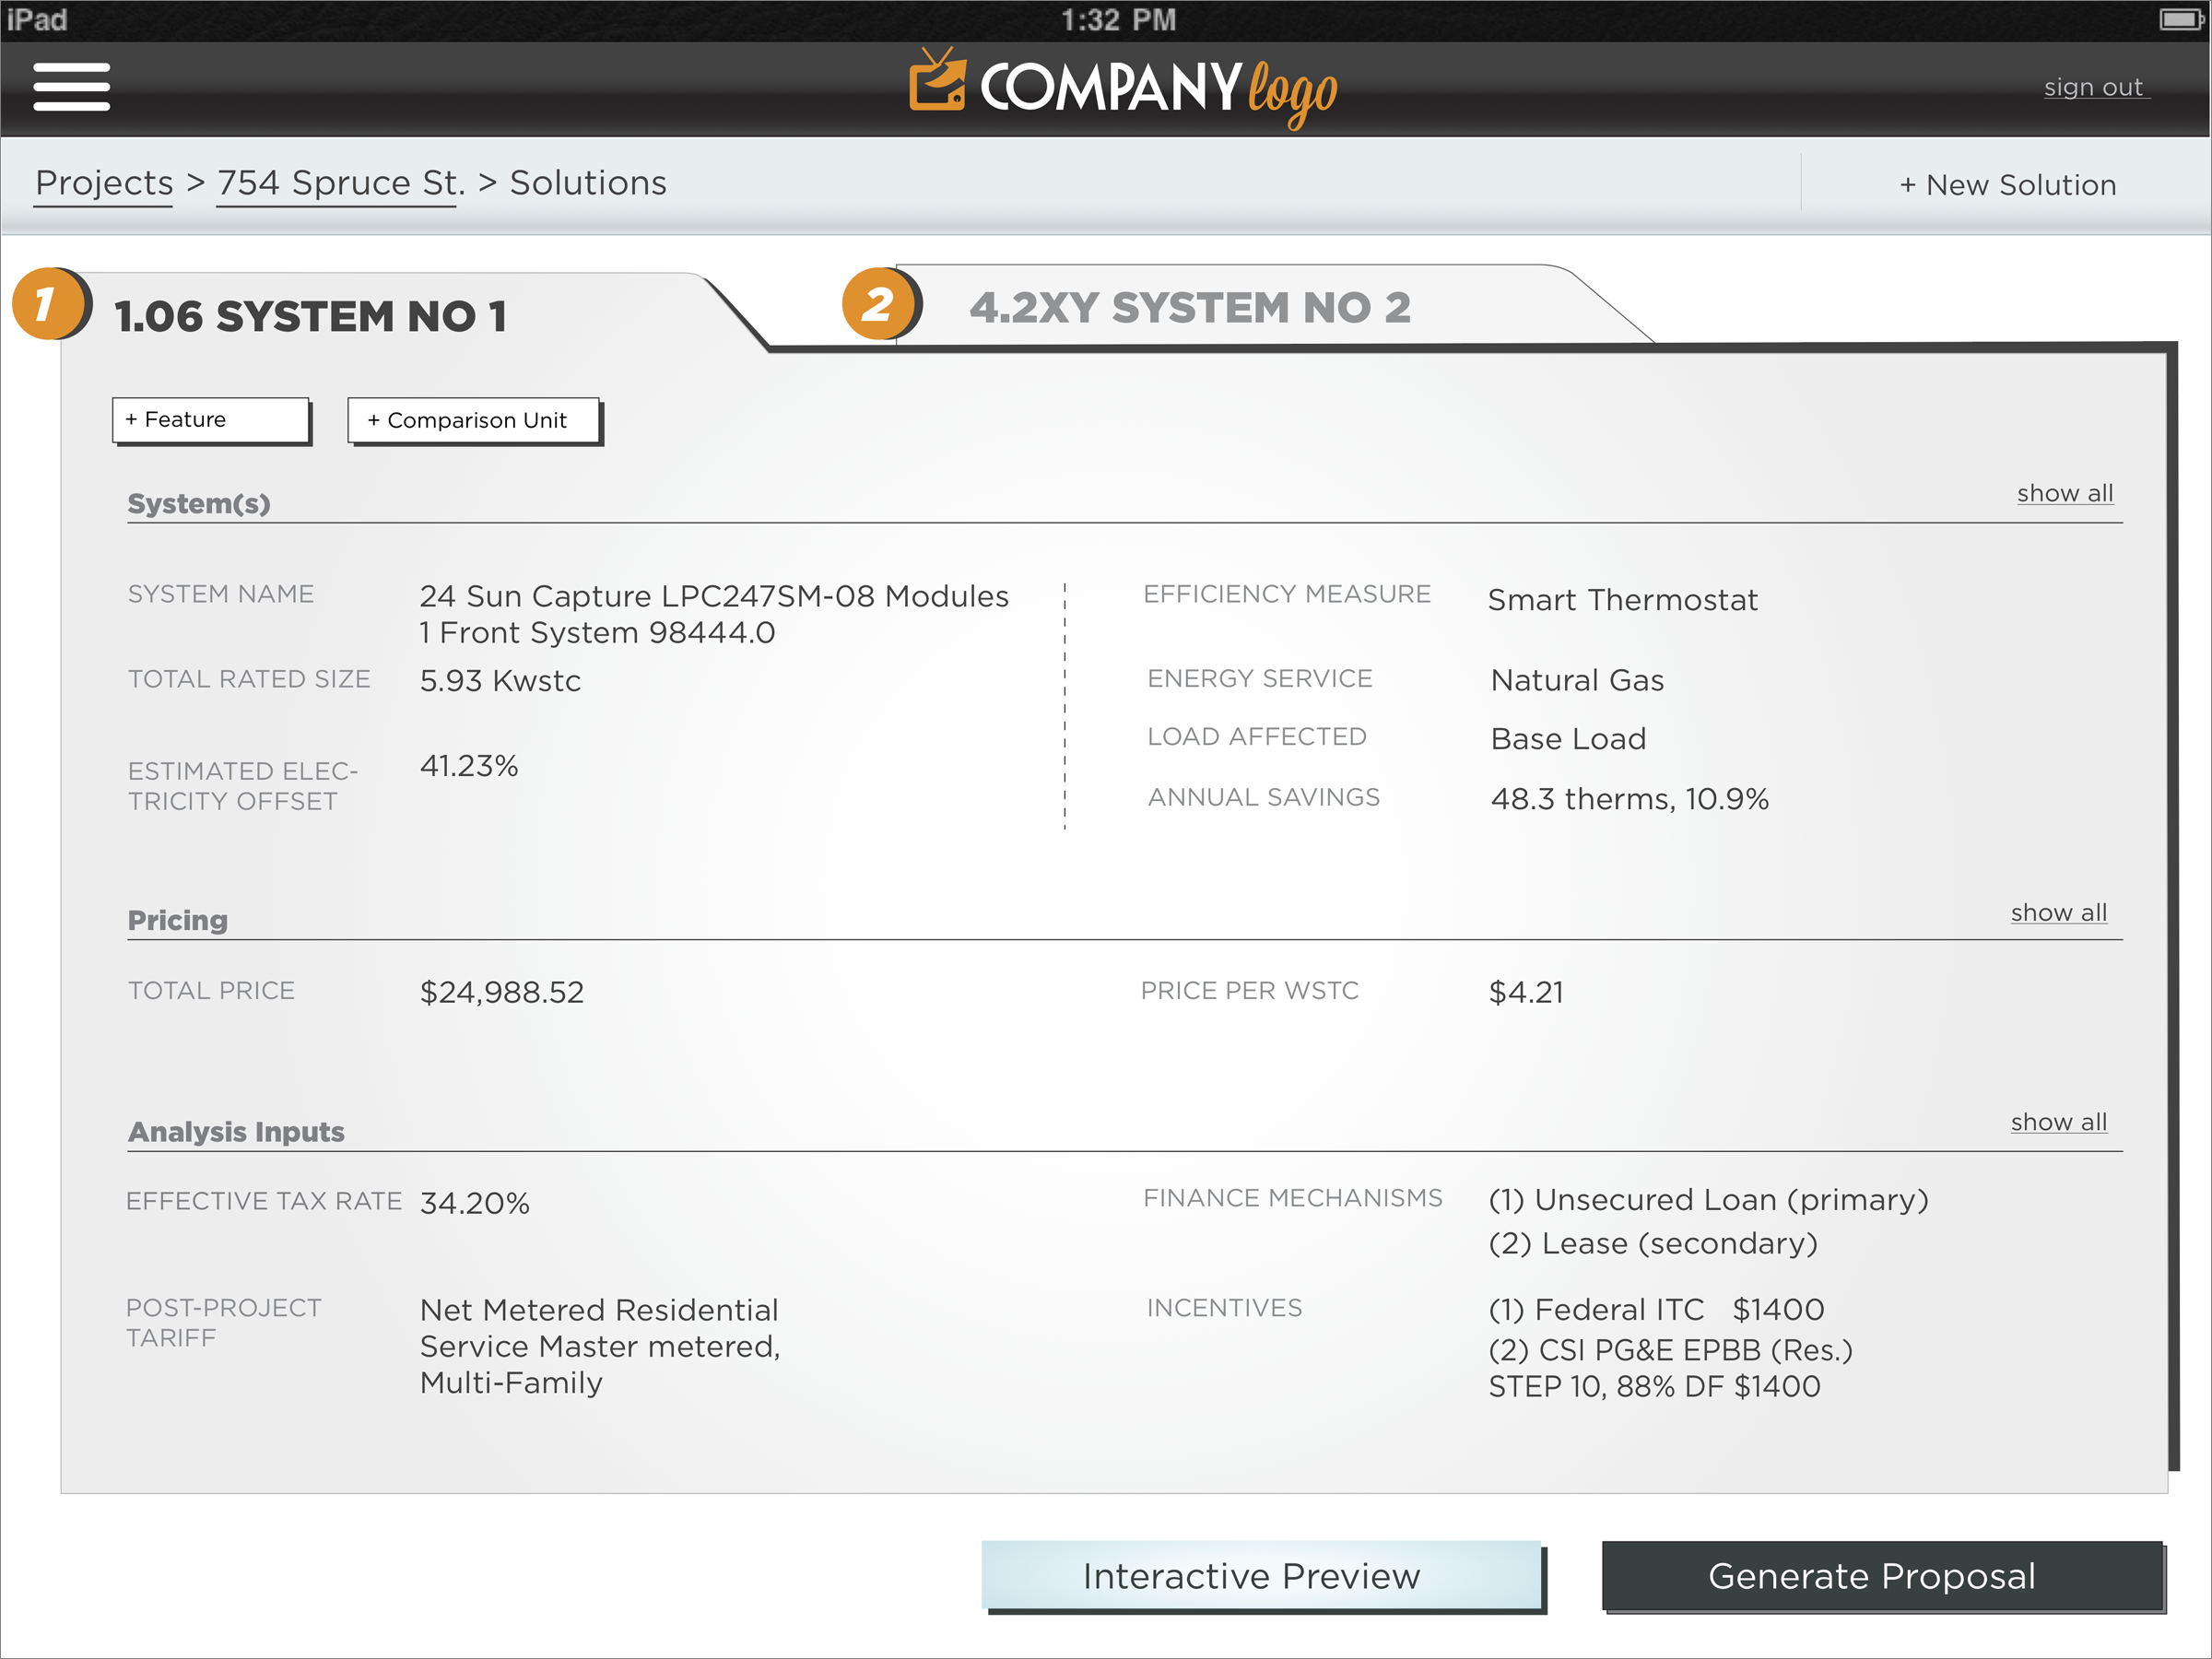 iPad
1:32 PM
COMPANY logo
sign out
Projects > 754 Spruce St. > Solutions
+ New Solution
1
1.06 SYSTEM NO 1
2
4.2XY SYSTEM NO 2
+ Feature
+ Comparison Unit
System(s)
show all
SYSTEM NAME
24 Sun Capture LPC247SM-08 Modules
1 Front System 98444.0
TOTAL RATED SIZE
5.93 Kwstc
ESTIMATED ELEC-
TRICITY OFFSET
41.23%
EFFICIENCY MEASURE
Smart Thermostat
ENERGY SERVICE
Natural Gas
LOAD AFFECTED
Base Load
ANNUAL SAVINGS
48.3 therms, 10.9%
Pricing
show all
TOTAL PRICE
$24,988.52
PRICE PER WSTC
$4.21
Analysis Inputs
show all
EFFECTIVE TAX RATE
34.20%
POST-PROJECT
TARIFF
Net Metered Residential
Service Master metered,
Multi-Family
FINANCE MECHANISMS
(1) Unsecured Loan (primary)
(2) Lease (secondary)
INCENTIVES
(1) Federal ITC $1400
(2) CSI PG&E EPBB (Res.)
STEP 10, 88% DF $1400
Interactive Preview
Generate Proposal